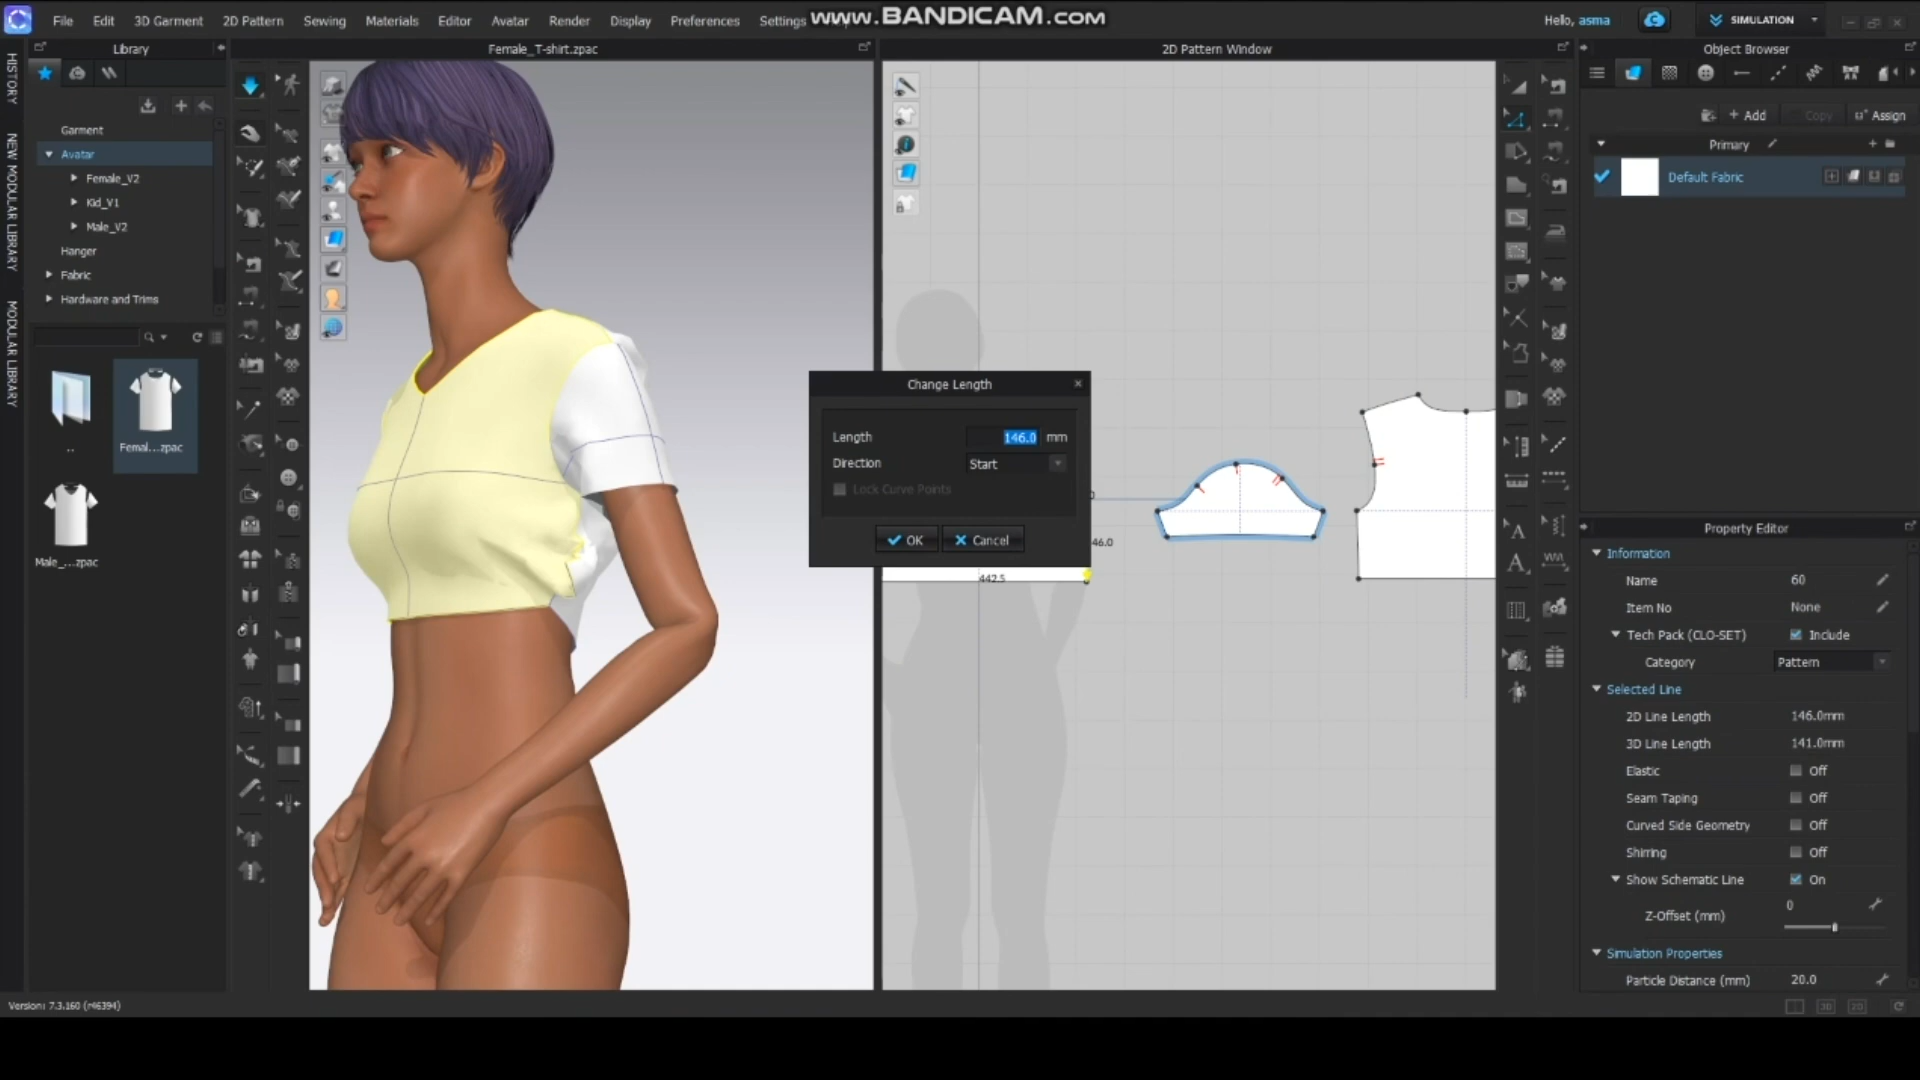 File Edit 3D Garment 2D Pattern Sewing Materials Editor Avatar Render Display Preferences Settings
www.BANDICAM.com
Hello, asma
SIMULATION
Library
Female_T-shirt.zpac
2D Pattern Window
Object Browser
HISTORY
NEW MODULAR LIBRARY
MODULAR LIBRARY
Garment
Avatar
Female_V2
Kid_V1
Male_V2
Hanger
Fabric
Hardware and Trims
..
Femal...zpac
Male_...zpac
Add
Copy
Assign
Primary
Default Fabric
Change Length
Length 146.0 mm
Direction Start
Lock Curve Points
OK Cancel
46.0
442.5
Property Editor
Information
Name 60
Item No None
Tech Pack (CLO-SET) Include
Category Pattern
Selected Line
2D Line Length 146.0mm
3D Line Length 141.0mm
Elastic Off
Seam Taping Off
Curved Side Geometry Off
Shirring Off
Show Schematic Line On
Z-Offset (mm) 0
Simulation Properties
Particle Distance (mm) 20.0
Version: 7.3.160 (r46394)
3D
2D